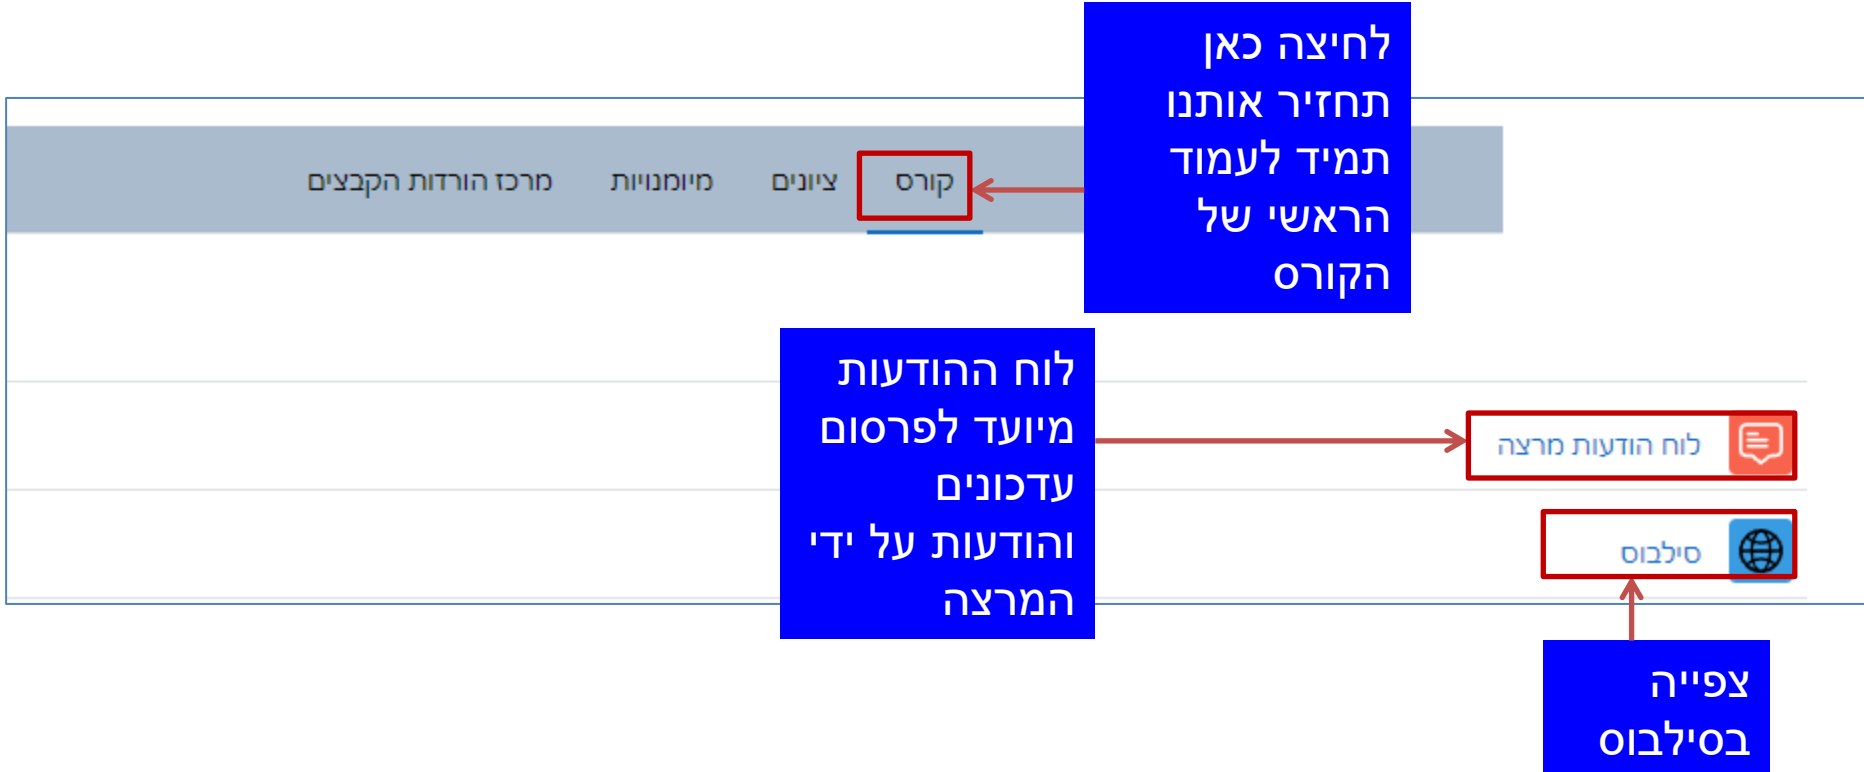 לחיצה כאן
תחזיר אותנו
תמיד לעמוד
הראשי של
הקורס
קורס ציונים מיומנויות מרכז הורדות הקבצים
לוח ההודעות
מיועד לפרסום
עדכונים
והודעות על ידי
המרצה
לוח הודעות מרצה
סילבוס
צפייה
בסילבוס